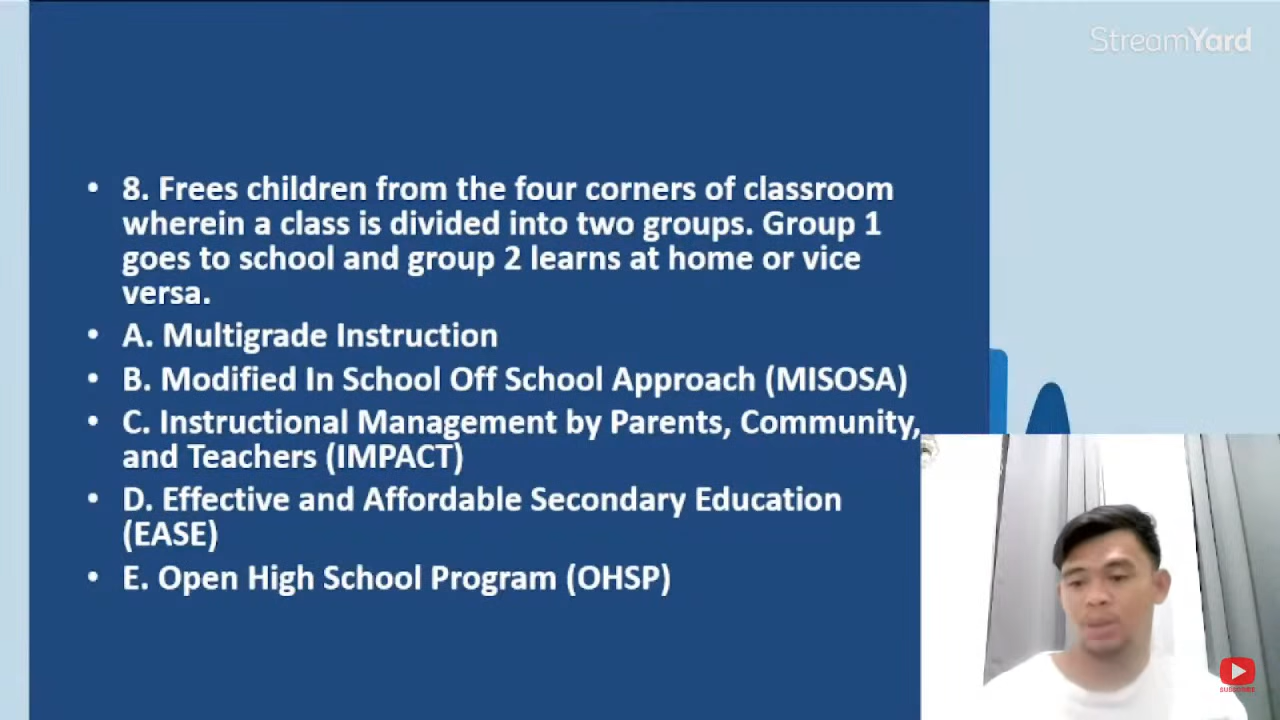 StreamYard
• 8. Frees children from the four corners of classroom
wherein a class is divided into two groups. Group 1
goes to school and group 2 learns at home or vice
versa.
• A. Multigrade Instruction
• B. Modified In School Off School Approach (MISOSA)
• C. Instructional Management by Parents, Community,
and Teachers (IMPACT)
• D. Effective and Affordable Secondary Education
(EASE)
• E. Open High School Program (OHSP)
SUBSCRIBE